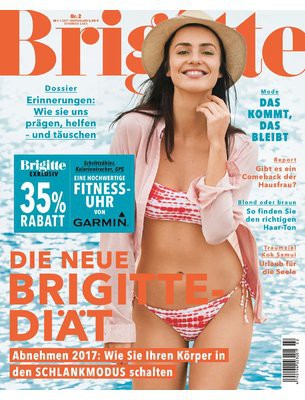 Nr. 2
Brigitte
Dossier
Erinnerungen:
Wie sie uns
prägen, helfen
– und täuschen
Mode
DAS
KOMMT,
DAS
BLEIBT
Report
Gibt es ein
Comeback der
Hausfrau?
Blond oder braun
So finden Sie
den richtigen
Haar-Ton
Traumziel
Koh Samui
Urlaub für
die Seele
Brigitte
EXKLUSIV
35%
RABATT
Schrittzähler,
Kalorientracker, GPS
EINE HOCHWERTIGE
FITNESS-
UHR
VON
GARMIN
DIE NEUE
BRIGITTE-
DIÄT
Abnehmen 2017: Wie Sie Ihren Körper in
den SCHLANKMODUS schalten